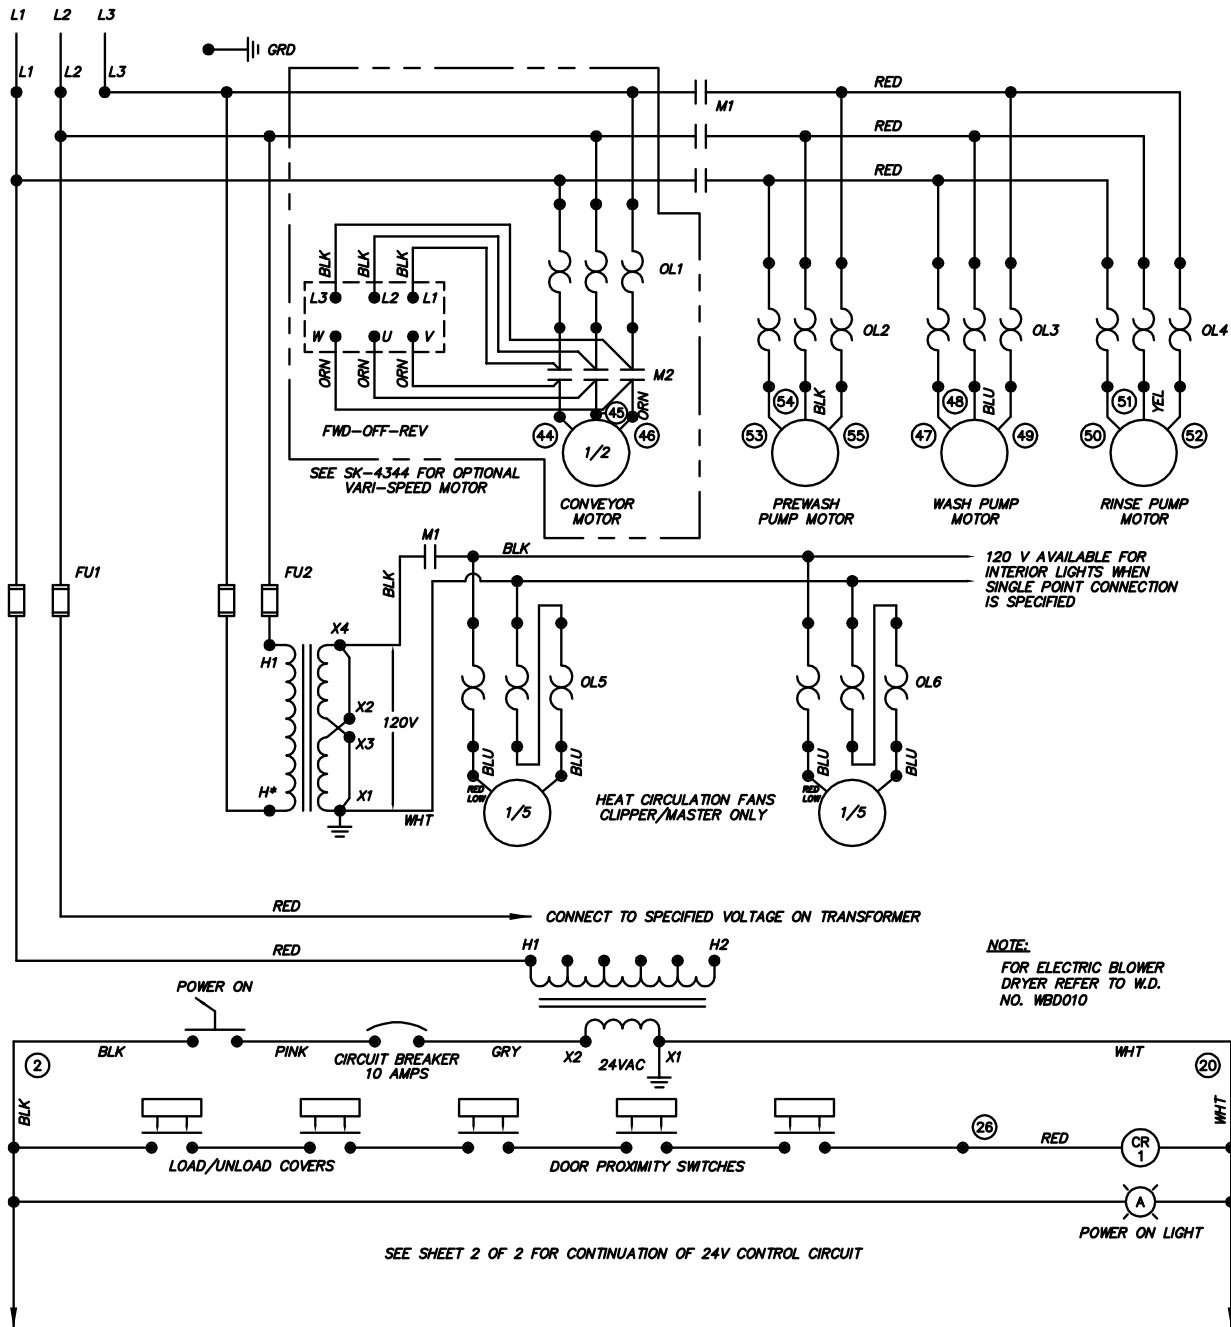 L1 L2 L3
GRD
L1 L2 L3
RED
M1
RED
RED
BLK BLK BLK
OL1
L3 L2 L1
W U V
OL2 OL3 OL4
M2
ORN ORN ORN
ORN
FWD-OFF-REV
44 45 46
1/2
54 BLK
53 55
48 BLU
47 49
51 YEL
50 52
SEE SK-4344 FOR OPTIONAL
VARI-SPEED MOTOR
CONVEYOR
MOTOR
PREWASH
PUMP MOTOR
WASH PUMP
MOTOR
RINSE PUMP
MOTOR
M1
BLK
BLK
120 V AVAILABLE FOR
INTERIOR LIGHTS WHEN
SINGLE POINT CONNECTION
IS SPECIFIED
FU1
FU2
X4
H1
OL5
OL6
X2
120V
X3
H*
X1
WHT
BLU BLU
RED
LOW
1/5
HEAT CIRCULATION FANS
CLIPPER/MASTER ONLY
BLU BLU
RED
LOW
1/5
RED
CONNECT TO SPECIFIED VOLTAGE ON TRANSFORMER
RED
H1 H2
NOTE:
FOR ELECTRIC BLOWER
DRYER REFER TO W.D.
NO. WBD010
POWER ON
BLK
PINK
CIRCUIT BREAKER
10 AMPS
GRY
X2 24VAC X1
WHT
2
20
BLK
WHT
26
RED
CR
1
LOAD/UNLOAD COVERS
DOOR PROXIMITY SWITCHES
A
POWER ON LIGHT
SEE SHEET 2 OF 2 FOR CONTINUATION OF 24V CONTROL CIRCUIT